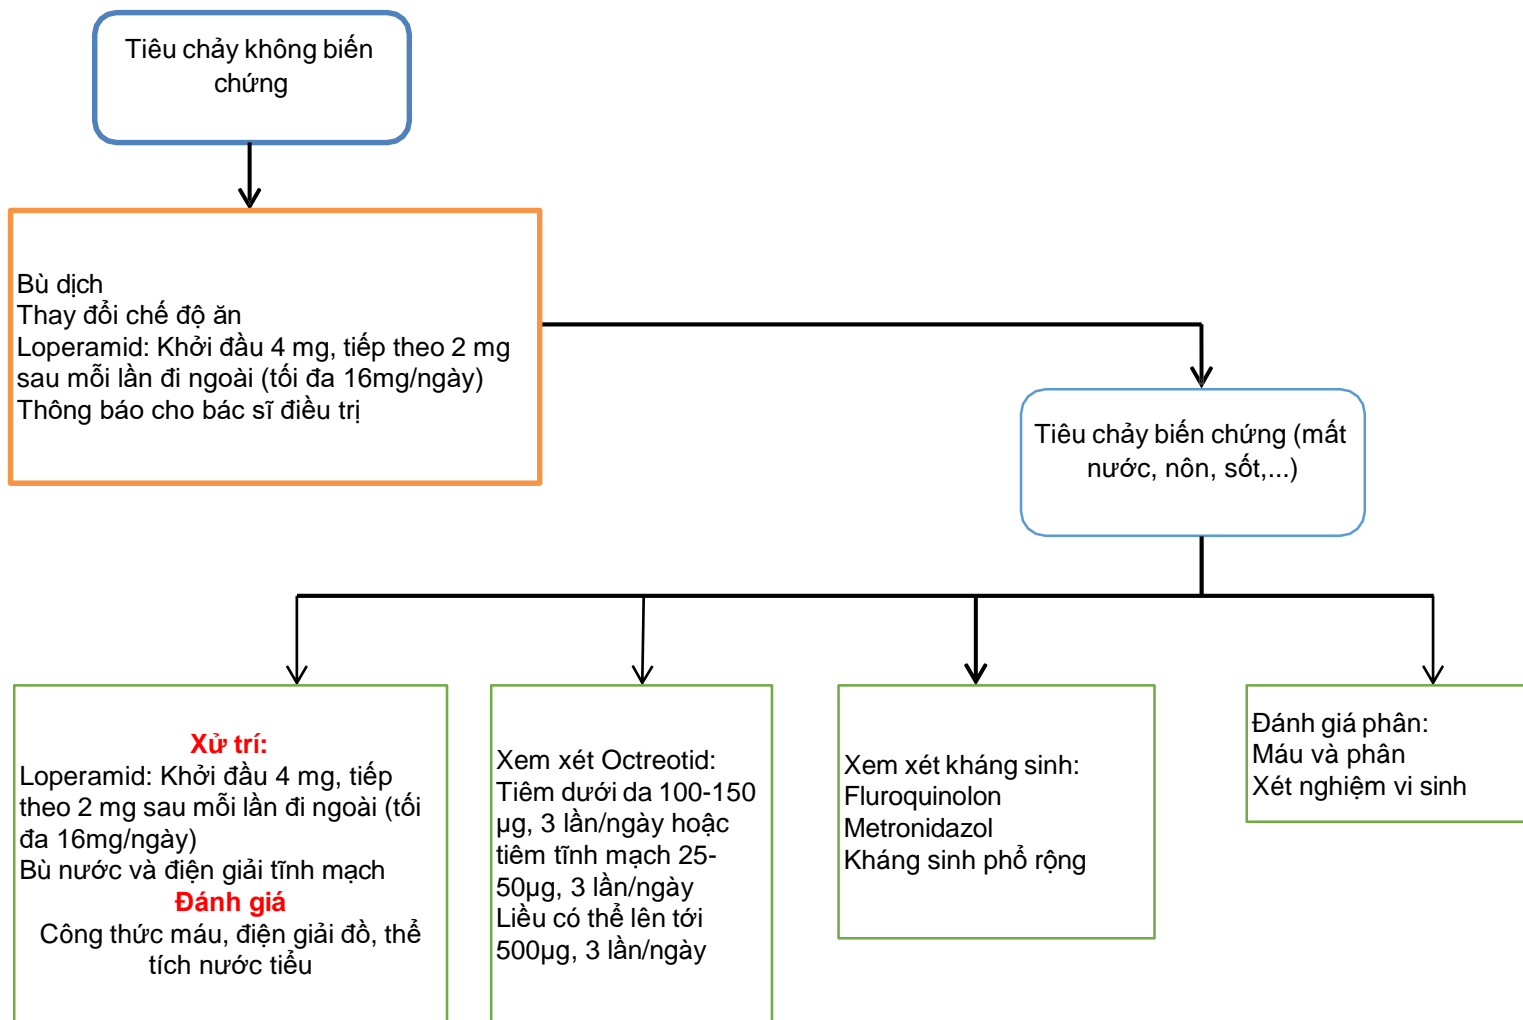 Tiêu chảy không biến
chứng
Bù dịch
Thay đổi chế độ ăn
Loperamid: Khởi đầu 4 mg, tiếp theo 2 mg
sau mỗi lần đi ngoài (tối đa 16mg/ngày)
Thông báo cho bác sĩ điều trị
Tiêu chảy biến chứng (mất
nước, nôn, sốt,...)
Xử trí:
Loperamid: Khởi đầu 4 mg, tiếp
theo 2 mg sau mỗi lần đi ngoài (tối
đa 16mg/ngày)
Bù nước và điện giải tĩnh mạch
Đánh giá
Công thức máu, điện giải đồ, thể
tích nước tiểu
Xem xét Octreotid:
Tiêm dưới da 100-150
µg, 3 lần/ngày hoặc
tiêm tĩnh mạch 25-
50µg, 3 lần/ngày
Liều có thể lên tới
500µg, 3 lần/ngày
Xem xét kháng sinh:
Fluroquinolon
Metronidazol
Kháng sinh phổ rộng
Đánh giá phân:
Máu và phân
Xét nghiệm vi sinh